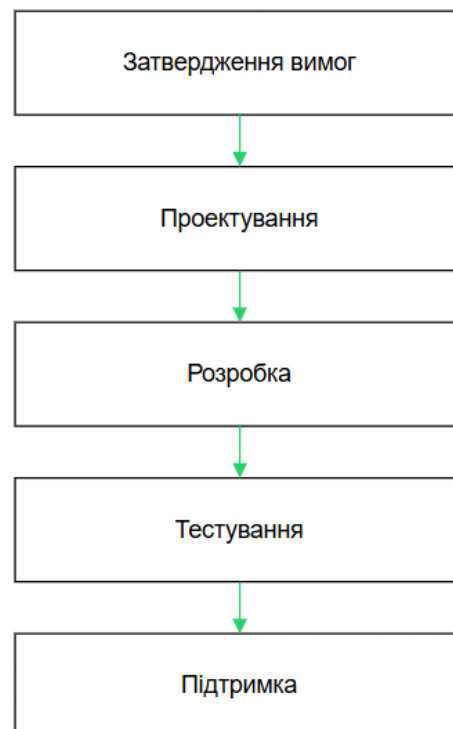 Затвердження вимог
Проектування
Розробка
Тестування
Підтримка